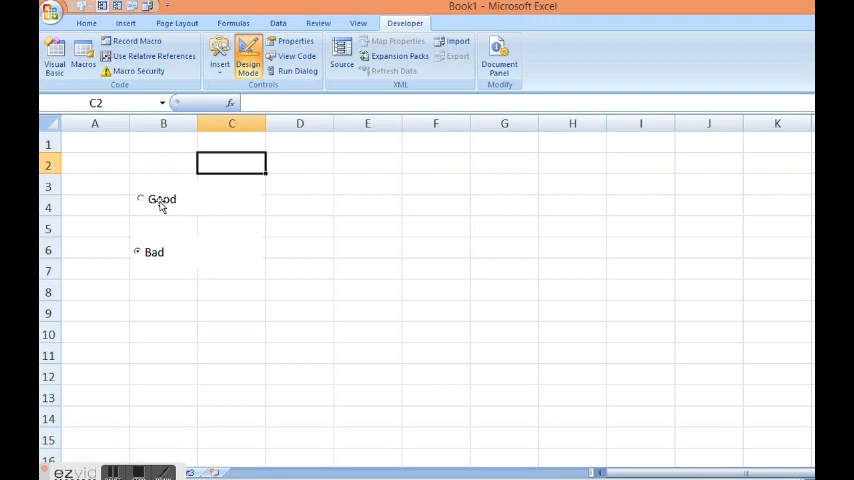 Book1 - Microsoft Excel
Home Insert Page Layout Formulas Data Review View Developer
Visual Basic
Macros
Record Macro
Use Relative References
Macro Security
Code
Insert
Design Mode
Properties
View Code
Run Dialog
Controls
Source
Map Properties
Expansion Packs
Refresh Data
Import
Export
XML
Document Panel
Modify
C2 fx
A B C D E F G H I J K
1
2
3
Good
4
5
6 Bad
7
8
9
10
11
12
13
14
15
16
ezvid